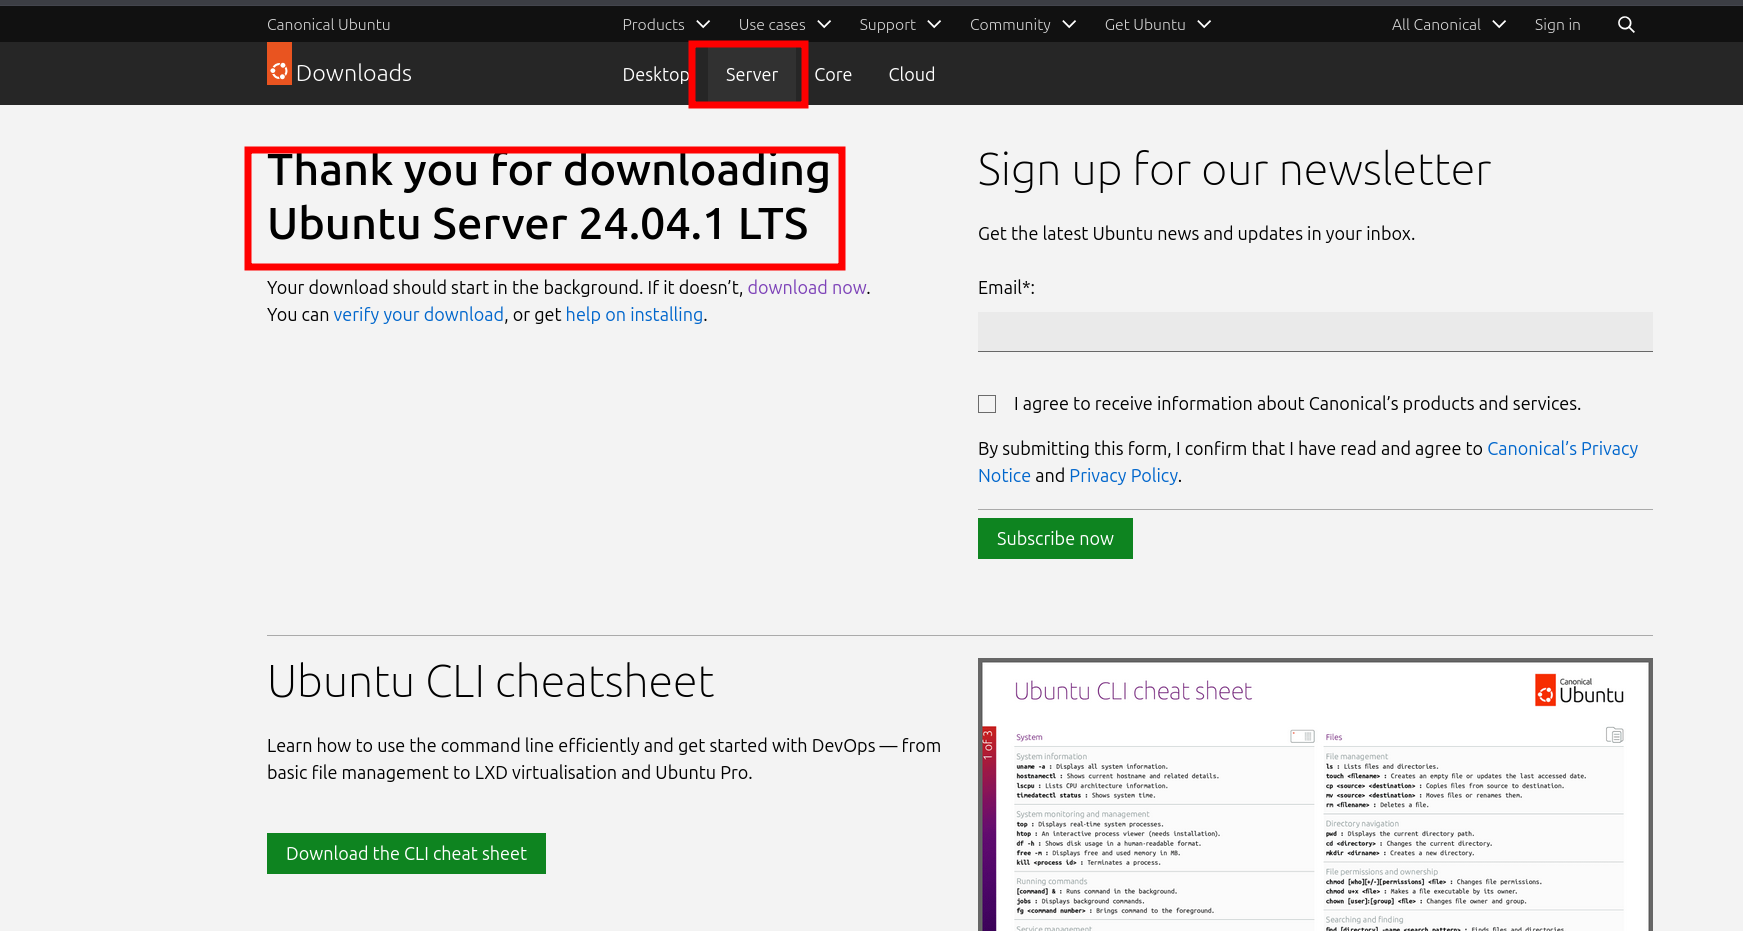 Canonical Ubuntu
Products
Use cases
Support
Community
Get Ubuntu
All Canonical
Sign in
Downloads
Desktop
Server
Core
Cloud
Thank you for downloading
Ubuntu Server 24.04.1 LTS
Your download should start in the background. If it doesn’t, download now.
You can verify your download, or get help on installing.
Sign up for our newsletter
Get the latest Ubuntu news and updates in your inbox.
Email*:
I agree to receive information about Canonical’s products and services.
By submitting this form, I confirm that I have read and agree to Canonical’s Privacy
Notice and Privacy Policy.
Subscribe now
Ubuntu CLI cheatsheet
Learn how to use the command line efficiently and get started with DevOps — from
basic file management to LXD virtualisation and Ubuntu Pro.
Download the CLI cheat sheet
Ubuntu CLI cheat sheet
Canonical
Ubuntu
1 of 3
System
System information
uname -a : Displays all system information.
hostnamectl : Shows current hostname and related details.
lscpu : Lists CPU architecture information.
timedatectl status : Shows system time.
System monitoring and management
top : Displays real-time system processes.
htop : An interactive process viewer (needs installation).
df -h : Shows disk usage in a human-readable format.
free -m : Displays free and used memory in MB.
kill <process id> : Terminates a process.
Running commands
[command] & : Runs command in the background.
jobs : Displays background commands.
fg <command number> : Brings command to the foreground.
Service management
Files
File management
ls : Lists files and directories.
touch <filename> : Creates an empty file or updates the last accessed date.
cp <source> <destination> : Copies files from source to destination.
mv <source> <destination> : Moves files or renames them.
rm <filename> : Deletes a file.
Directory navigation
pwd : Displays the current directory path.
cd <directory> : Changes the current directory.
mkdir <dirname> : Creates a new directory.
File permissions and ownership
chmod [who][+/-][permissions] <file> : Changes file permissions.
chmod u+x <file> : Makes a file executable by its owner.
chown [user]:[group] <file> : Changes file owner and group.
Searching and finding
find [directory] -name <search pattern> : Finds files and directories.